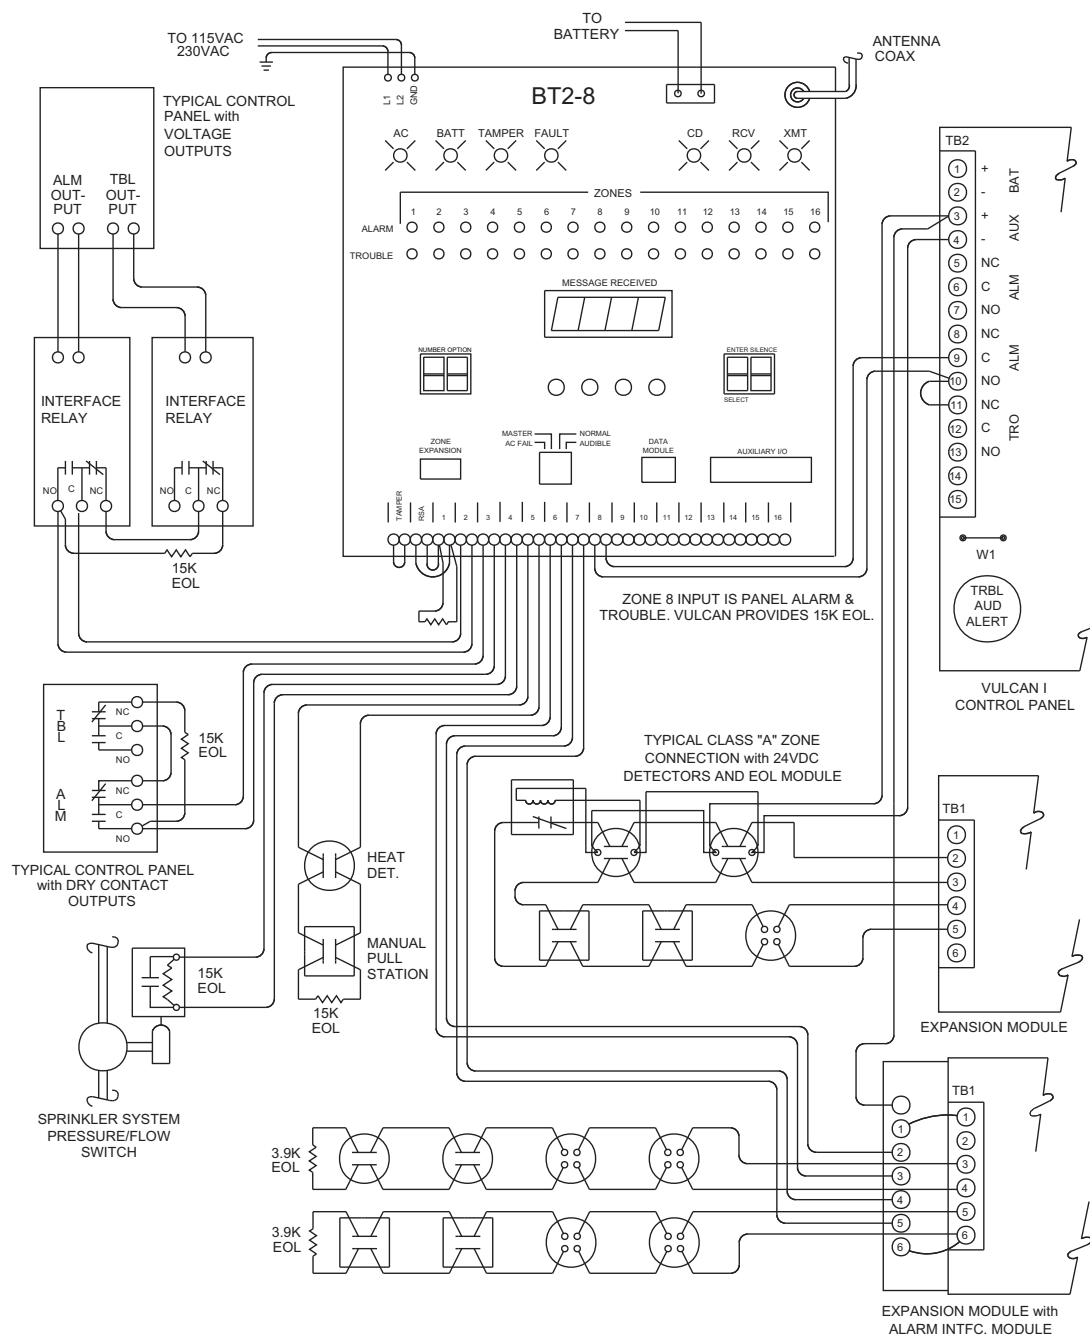 TO 115VAC
230VAC
TO
BATTERY
ANTENNA
COAX
L1
L2
GND
BT2-8
AC
BATT
TAMPER
FAULT
CD
RCV
XMT
ZONES
1 2 3 4 5 6 7 8 9 10 11 12 13 14 15 16
ALARM
TROUBLE
MESSAGE RECEIVED
NUMBER OPTION
ENTER SILENCE
SELECT
ZONE
EXPANSION
MASTER
AC FAIL
NORMAL
AUDIBLE
DATA
MODULE
AUXILIARY I/O
TAMPER
RSA
1 2 3 4 5 6 7 8 9 10 11 12 13 14 15 16
TYPICAL CONTROL
PANEL with
VOLTAGE
OUTPUTS
ALM
OUT-
PUT
TBL
OUT-
PUT
INTERFACE
RELAY
NO
C
NC
INTERFACE
RELAY
NO
C
NC
15K
EOL
ZONE 8 INPUT IS PANEL ALARM &
TROUBLE. VULCAN PROVIDES 15K EOL.
TB2
1 +
2 -
BAT
3 +
4 -
AUX
5 NC
6 C
7 NO
ALM
8 NC
9 C
10 NO
ALM
11 NC
12 C
13 NO
TRO
14
15
W1
TRBL
AUD
ALERT
VULCAN I
CONTROL PANEL
TBL
NC
C
NO
ALM
NC
C
NO
15K
EOL
TYPICAL CONTROL PANEL
with DRY CONTACT
OUTPUTS
15K
EOL
SPRINKLER SYSTEM
PRESSURE/FLOW
SWITCH
HEAT
DET.
MANUAL
PULL
STATION
15K
EOL
TYPICAL CLASS "A" ZONE
CONNECTION with 24VDC
DETECTORS AND EOL MODULE
TB1
1
2
3
4
5
6
EXPANSION MODULE
3.9K
EOL
3.9K
EOL
1
2
3
4
5
6
TB1
1
2
3
4
5
6
EXPANSION MODULE with
ALARM INTFC. MODULE